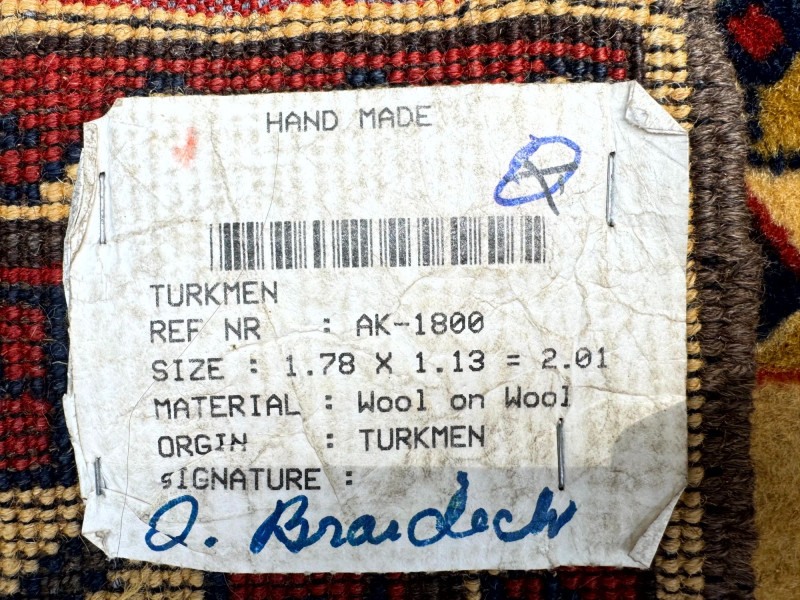 HAND MADE
TURKMEN
REF NR : AK-1800
SIZE : 1.78 X 1.13 = 2.01
MATERIAL : Wool on Wool
ORGIN : TURKMEN
SIGNATURE :